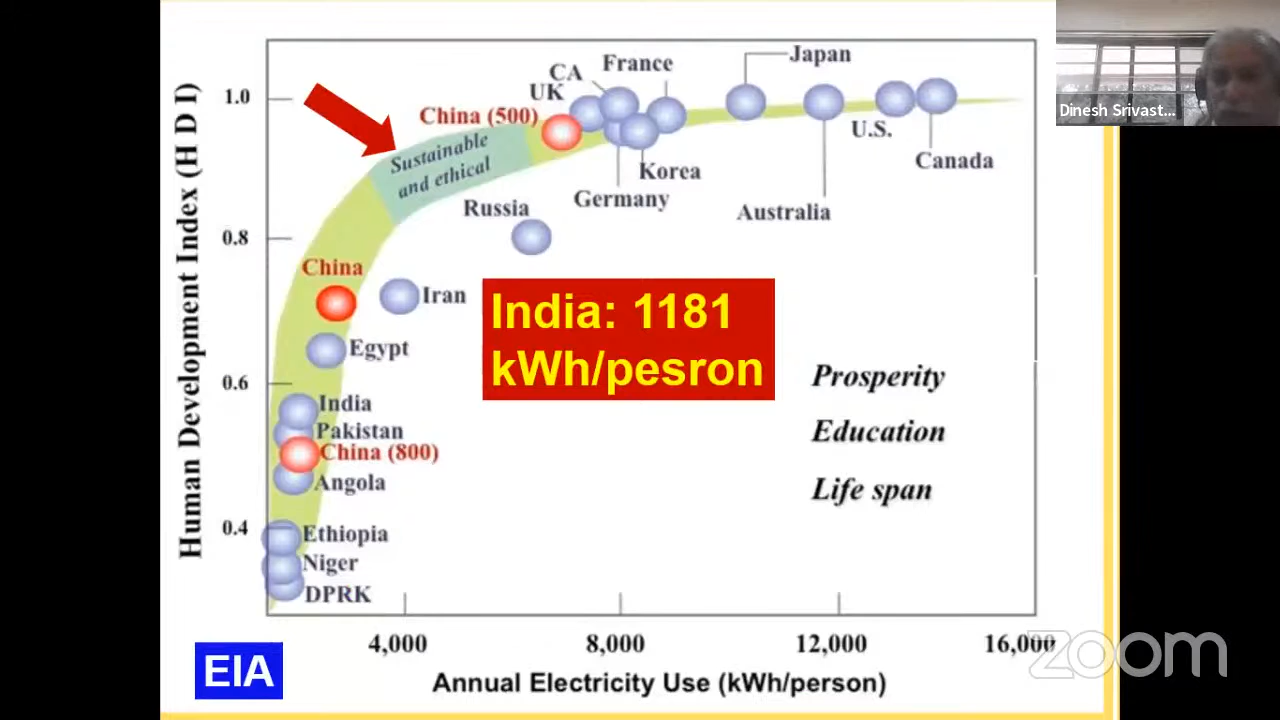 Japan
France
CA
UK
Dinesh Srivast...
China (500)
1.0
U.S.
Sustainable
and ethical
Canada
Korea
Germany
Australia
Russia
0.8
China
Iran
India: 1181
kWh/pesron
Egypt
Prosperity
0.6
India
Pakistan
Education
China (800)
Angola
Life span
0.4
Ethiopia
Niger
DPRK
Human Development Index (H D I)
4,000
8,000
12,000
16,000
Annual Electricity Use (kWh/person)
EIA
zoom